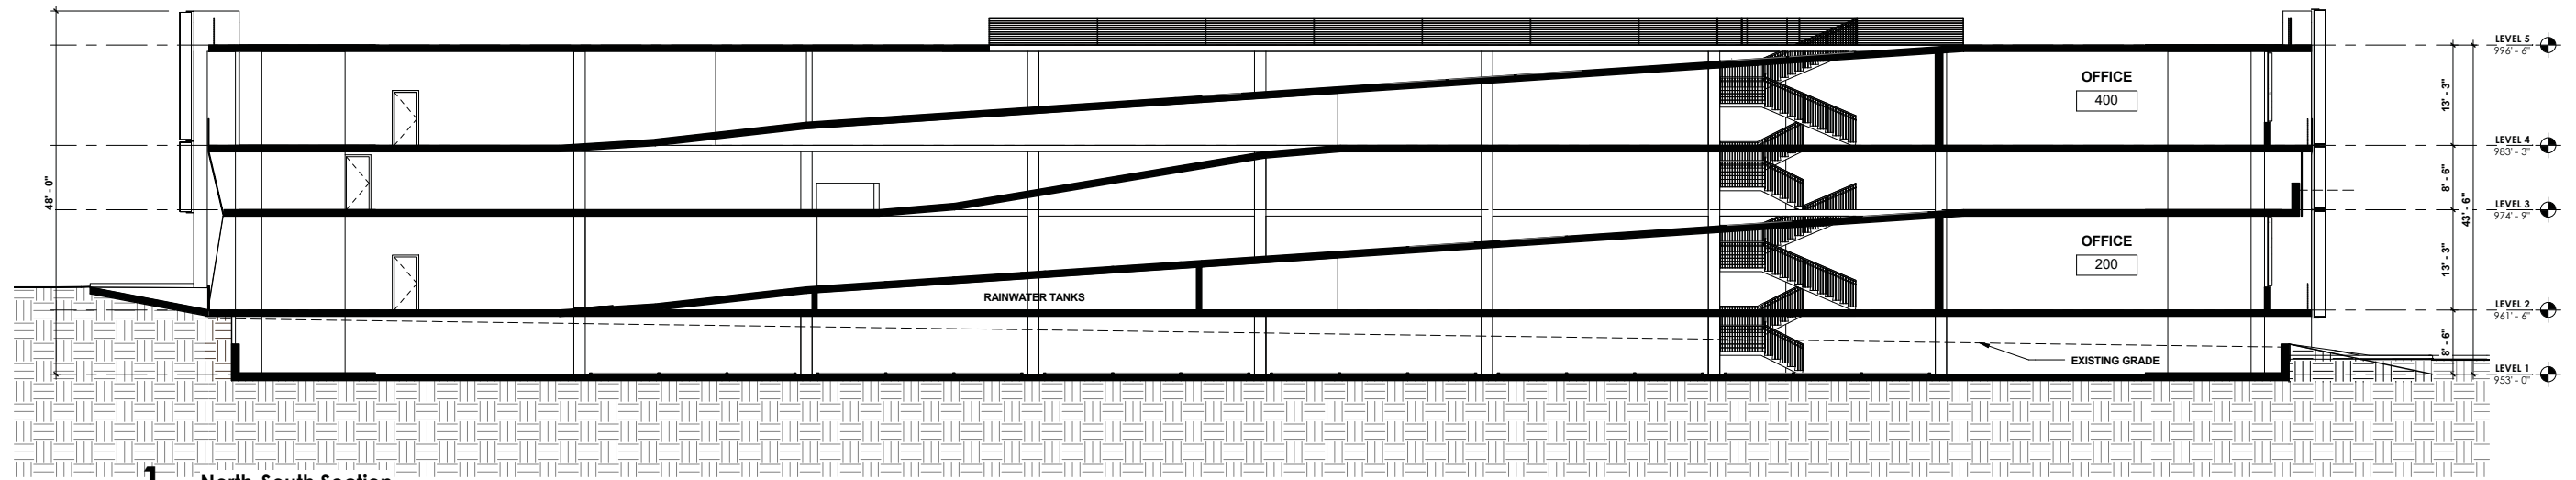 48' - 0"
OFFICE
400
OFFICE
200
RAINWATER TANKS
EXISTING GRADE
LEVEL 5
996' - 6"
13' - 3"
LEVEL 4
983' - 3"
8' - 6"
LEVEL 3
974' - 9"
43' - 6"
13' - 3"
LEVEL 2
961' - 6"
8' - 6"
LEVEL 1
953' - 0"
1 North-South Section